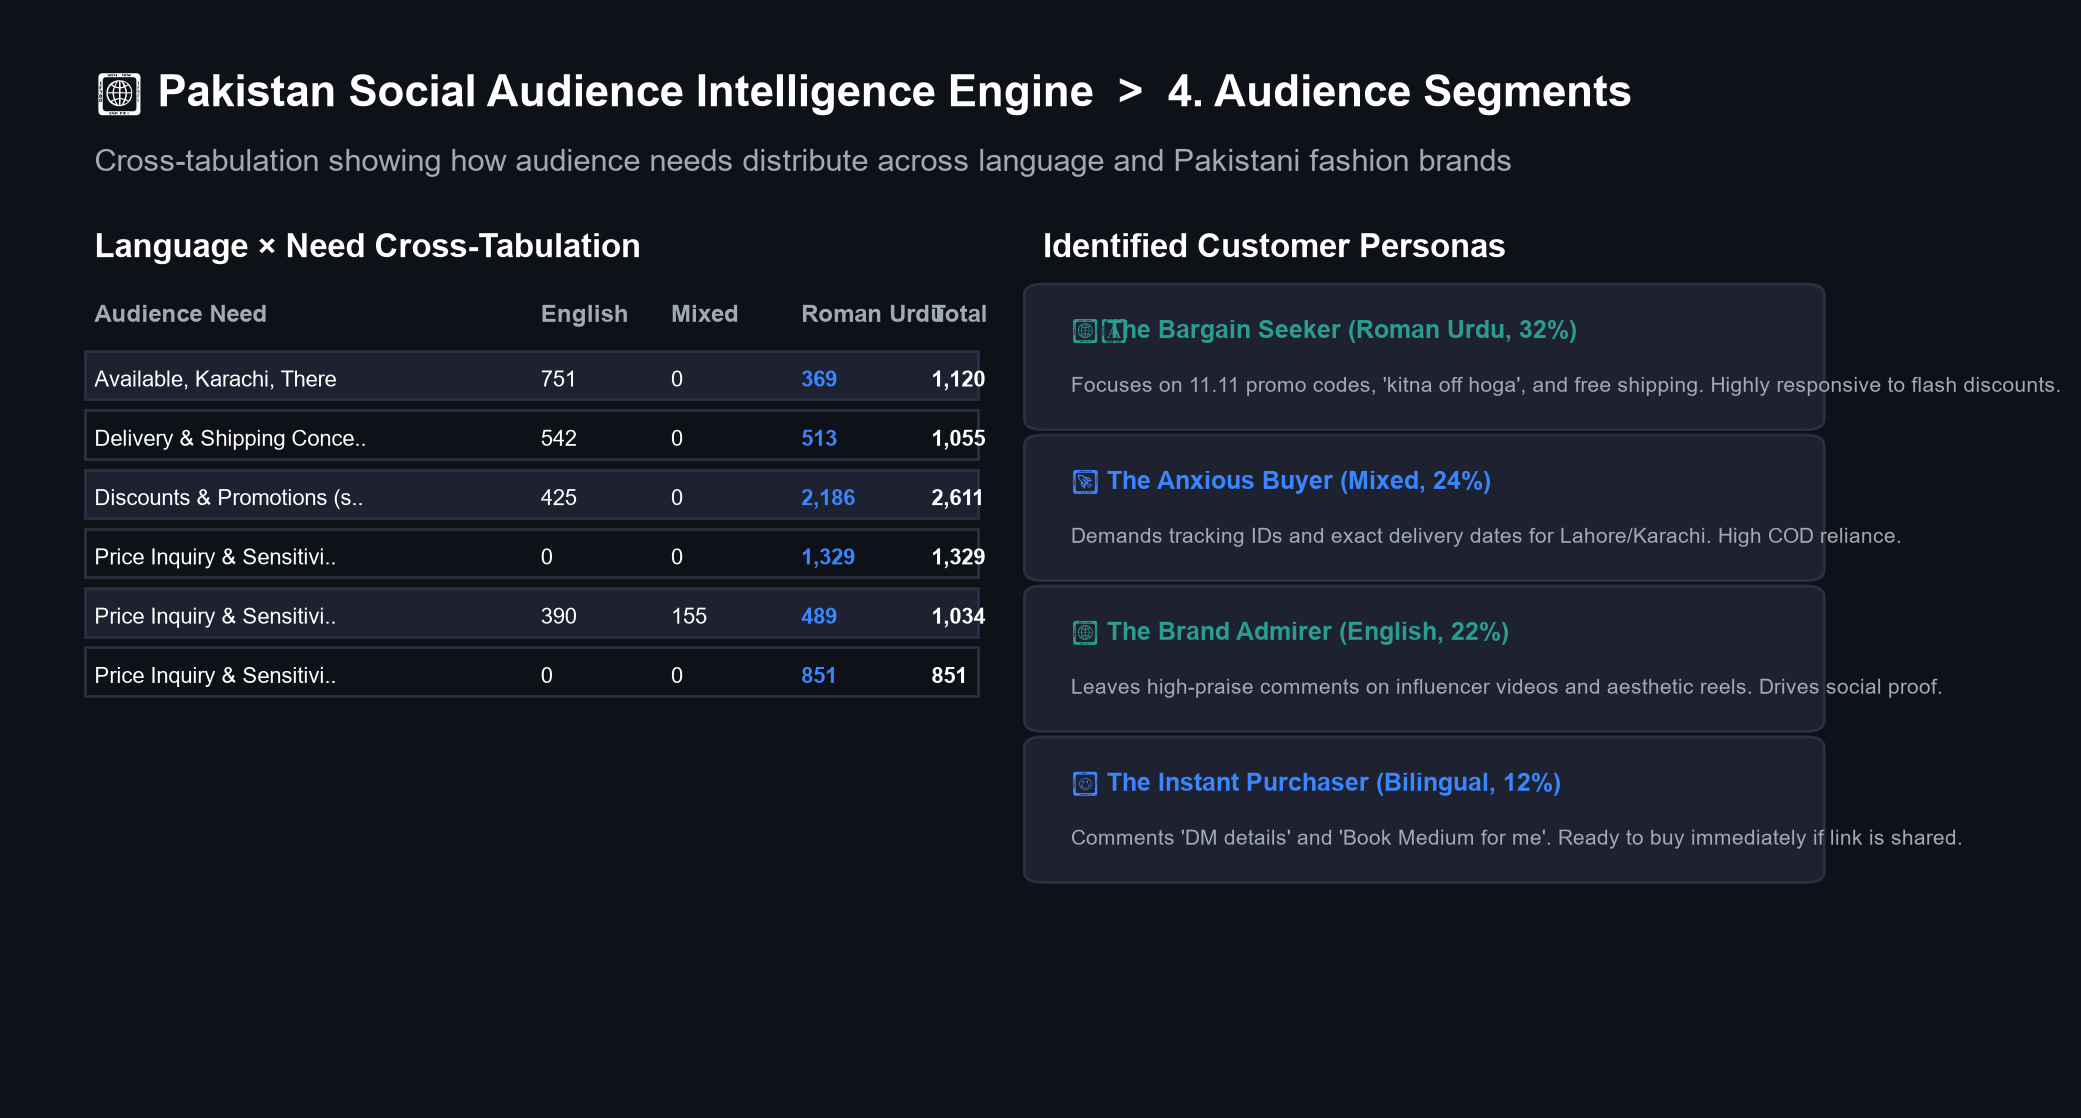 Pakistan Social Audience Intelligence Engine > 4. Audience Segments
Cross-tabulation showing how audience needs distribute across language and Pakistani fashion brands
Language × Need Cross-Tabulation
Audience Need English Mixed Roman Urdu Total
Available, Karachi, There 751 0 369 1,120
Delivery & Shipping Conce.. 542 0 513 1,055
Discounts & Promotions (s.. 425 0 2,186 2,611
Price Inquiry & Sensitivi.. 0 0 1,329 1,329
Price Inquiry & Sensitivi.. 390 155 489 1,034
Price Inquiry & Sensitivi.. 0 0 851 851
Identified Customer Personas
The Bargain Seeker (Roman Urdu, 32%)
Focuses on 11.11 promo codes, 'kitna off hoga', and free shipping. Highly responsive to flash discounts.
The Anxious Buyer (Mixed, 24%)
Demands tracking IDs and exact delivery dates for Lahore/Karachi. High COD reliance.
The Brand Admirer (English, 22%)
Leaves high-praise comments on influencer videos and aesthetic reels. Drives social proof.
The Instant Purchaser (Bilingual, 12%)
Comments 'DM details' and 'Book Medium for me'. Ready to buy immediately if link is shared.